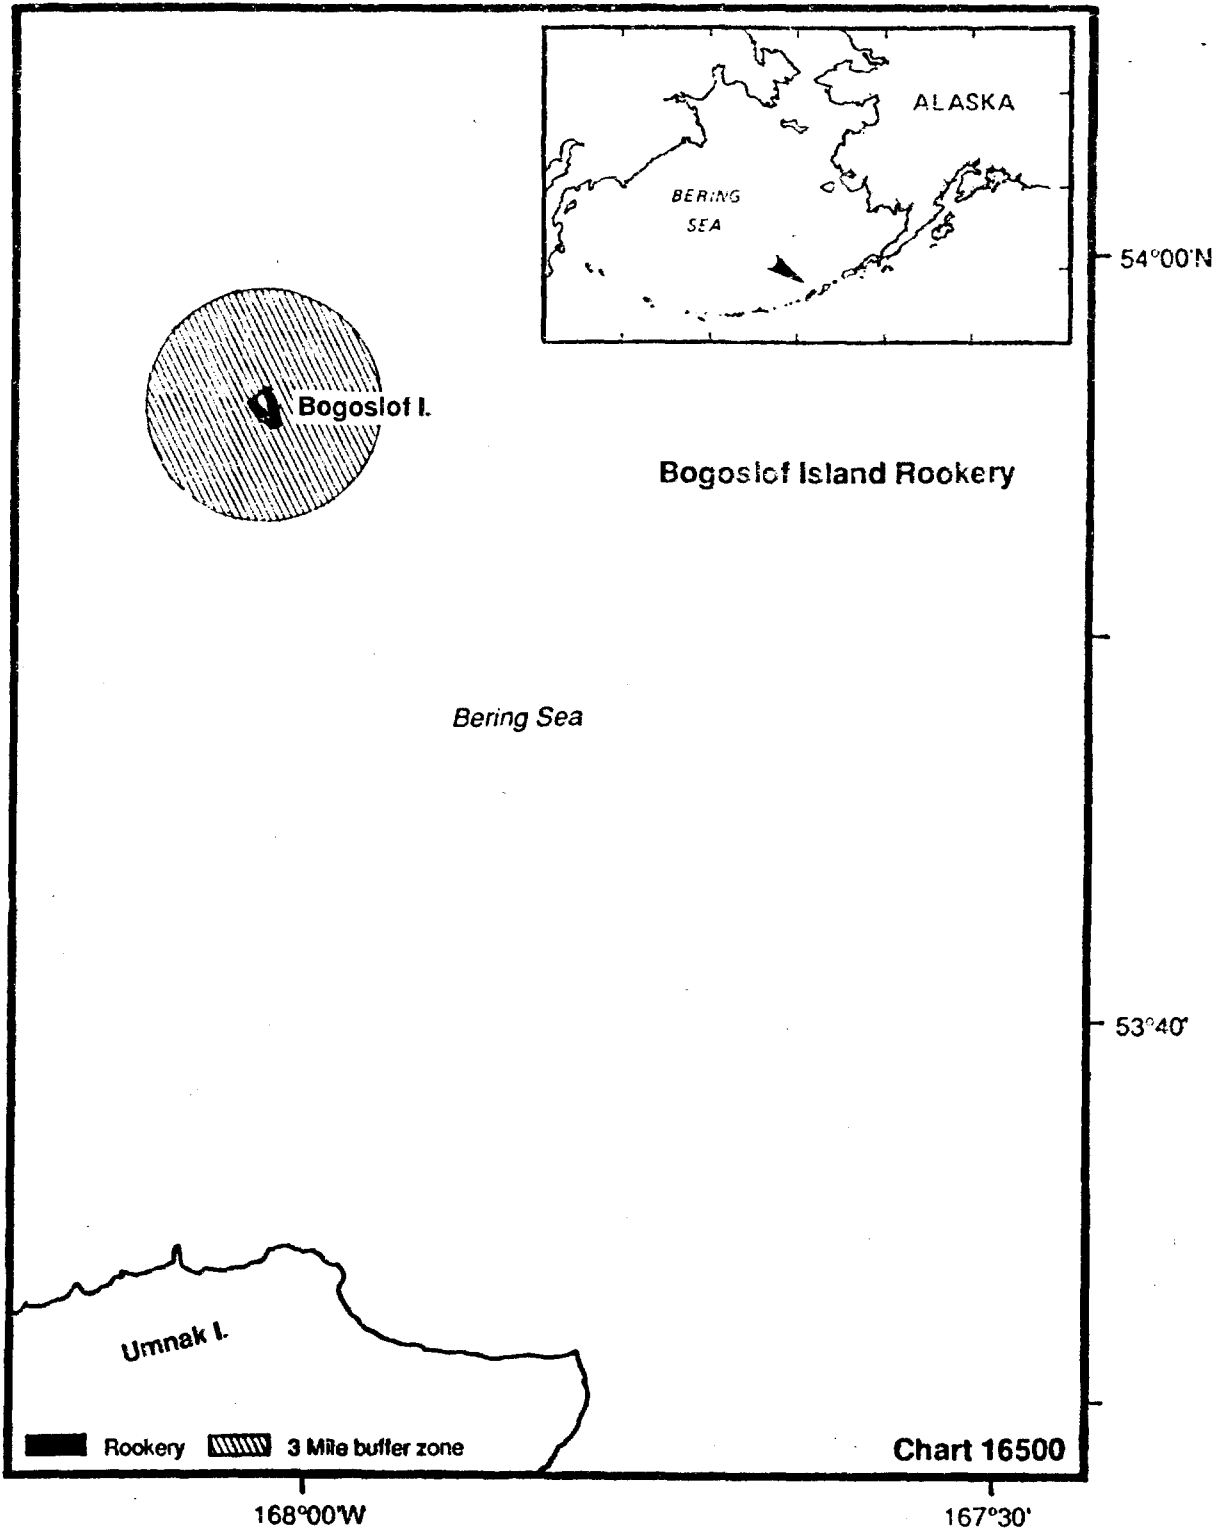 ALASKA
BERING
SEA
54°00'N
Bogoslof I.
Bogoslof Island Rookery
Bering Sea
53°40'
Umnak I.
Rookery
3 Mile buffer zone
Chart 16500
168°00'W
167°30'